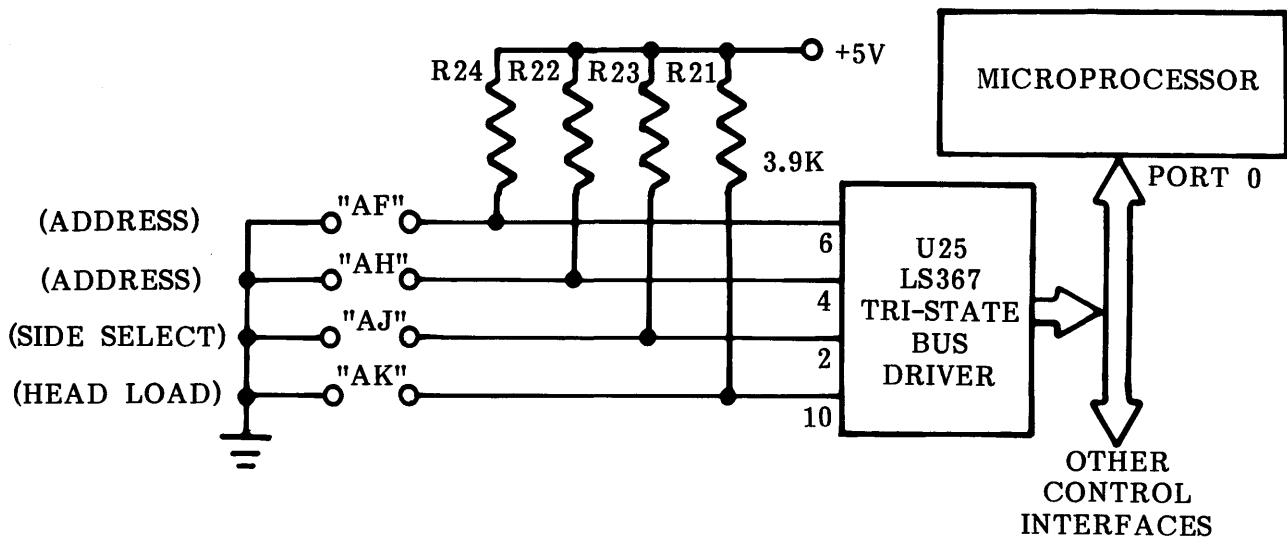 +5V
R24
R22
R23
R21
3.9K
MICROPROCESSOR
PORT 0
(ADDRESS)
"AF"
6
(ADDRESS)
"AH"
4
(SIDE SELECT)
"AJ"
2
(HEAD LOAD)
"AK"
10
U25
LS367
TRI-STATE
BUS
DRIVER
OTHER
CONTROL
INTERFACES